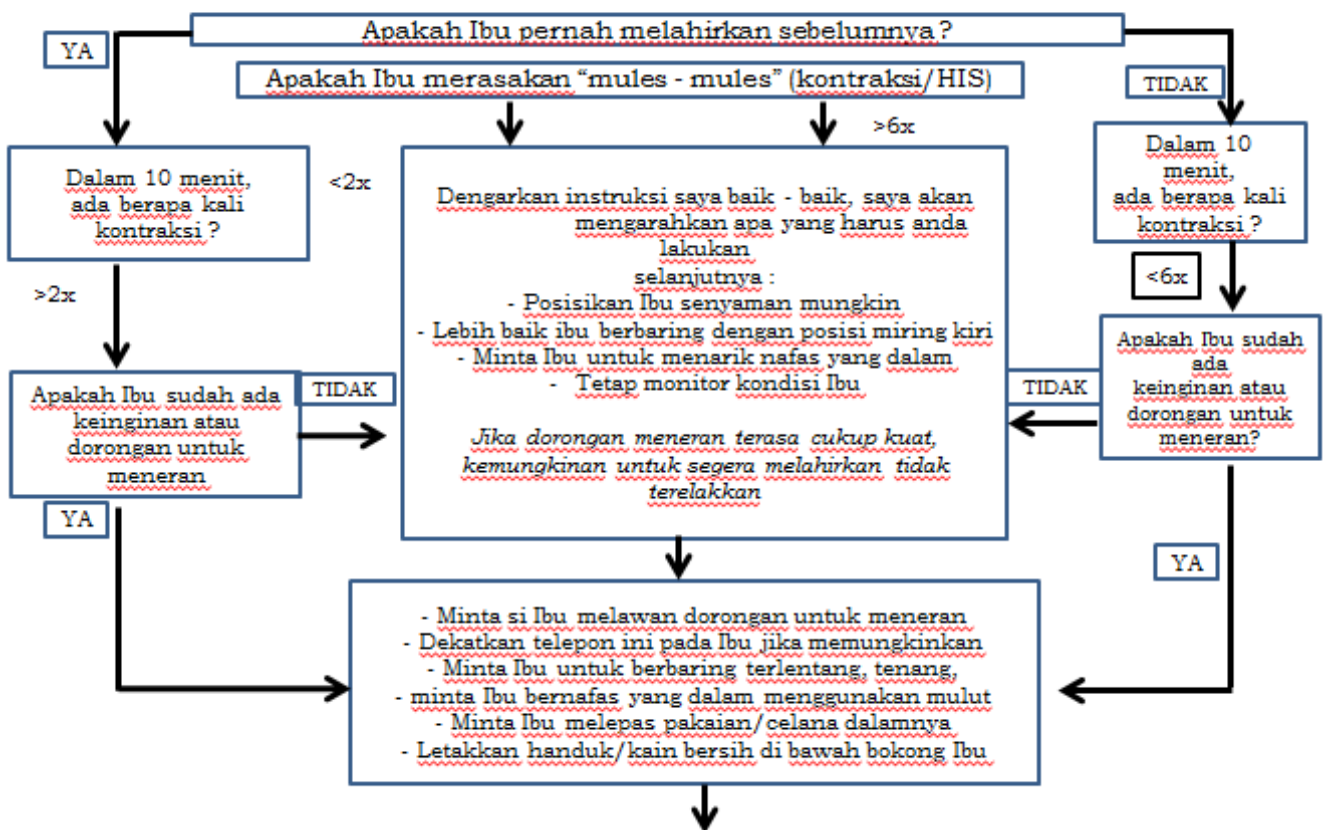 Apakah Ibu pernah melahirkan sebelumnya ?
YA
Apakah Ibu merasakan “mules - mules” (kontraksi/HIS)
TIDAK
>6x
Dalam 10 menit,
ada berapa kali
kontraksi ?
<2x
Dengarkan instruksi saya baik - baik, saya akan
mengarahkan apa yang harus anda
lakukan
selanjutnya :
- Posisikan Ibu senyaman mungkin
- Lebih baik ibu berbaring dengan posisi miring kiri
- Minta Ibu untuk menarik nafas yang dalam
- Tetap monitor kondisi Ibu
Jika dorongan meneran terasa cukup kuat,
kemungkinan untuk segera melahirkan tidak
terelakkan
Dalam 10
menit,
ada berapa kali
kontraksi ?
>2x
<6x
Apakah Ibu sudah ada
keinginan atau
dorongan untuk
meneran
TIDAK
TIDAK
Apakah Ibu sudah
ada
keinginan atau
dorongan untuk
meneran?
YA
YA
- Minta si Ibu melawan dorongan untuk meneran
- Dekatkan telepon ini pada Ibu jika memungkinkan
- Minta Ibu untuk berbaring terlentang, tenang,
- minta Ibu bernafas yang dalam menggunakan mulut
- Minta Ibu melepas pakaian/celana dalamnya
- Letakkan handuk/kain bersih di bawah bokong Ibu